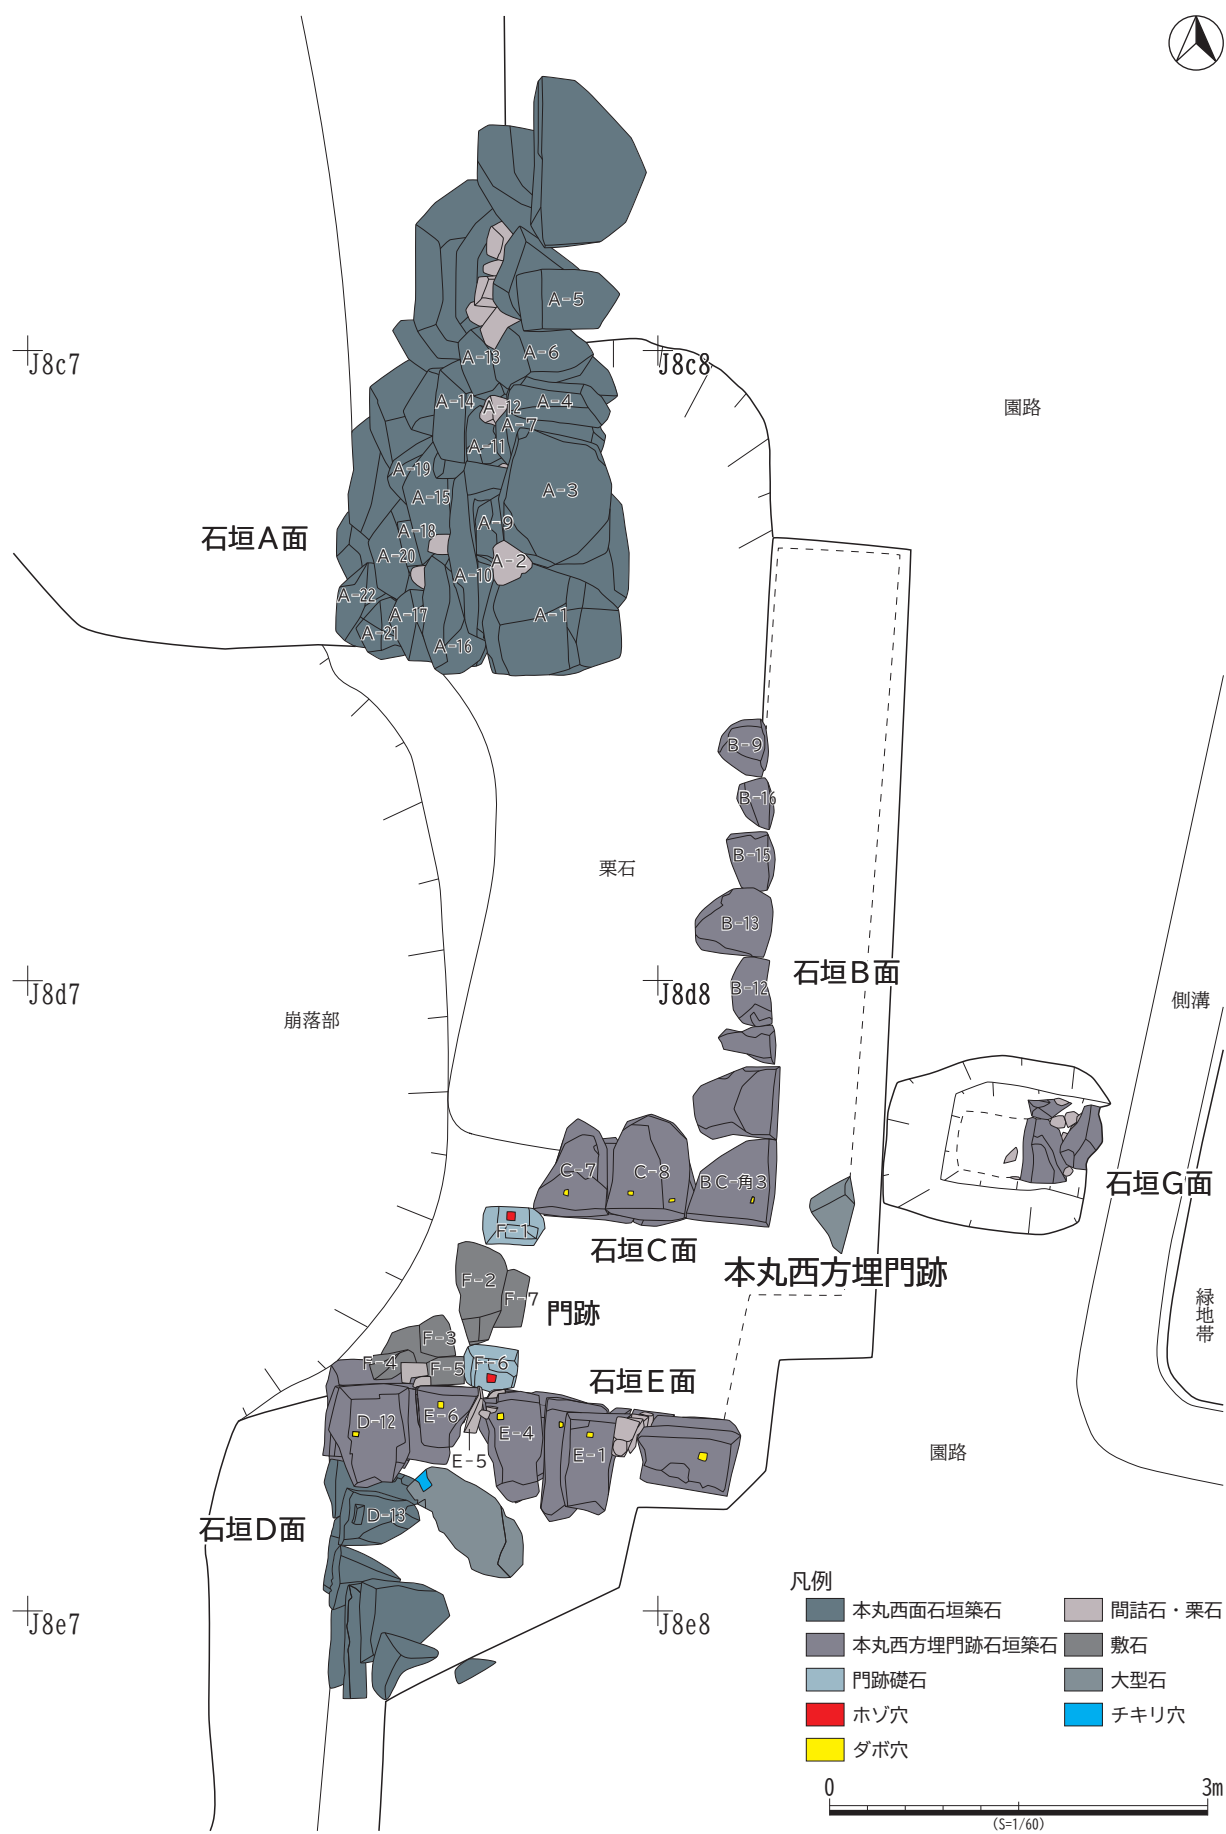 A-5
A-6
A-13
J8c7
J8c8
A-14
A-12
A-4
園路
A-7
A-11
A-19
A-15
A-3
A-9
A-18
石垣A面
A-20
A-2
A-10
A-22
A-17
A-1
A-21
A-16
B-9
B-16
B-15
栗石
B-13
石垣B面
J8d7
J8d8
B-12
側溝
崩落部
C-7
C-8
BC-角3
石垣G面
F-1
石垣C面
本丸西方埋門跡
F-2
F-7
門跡
緑地帯
F-3
F-4
F-5
F-6
石垣E面
D-12
E-6
E-4
E-1
E-5
園路
D-13
石垣D面
J8e7
J8e8
凡例
本丸西面石垣築石
間詰石・栗石
本丸西方埋門跡石垣築石
敷石
門跡礎石
大型石
ホゾ穴
チキリ穴
ダボ穴
0
3m
(S=1/60)